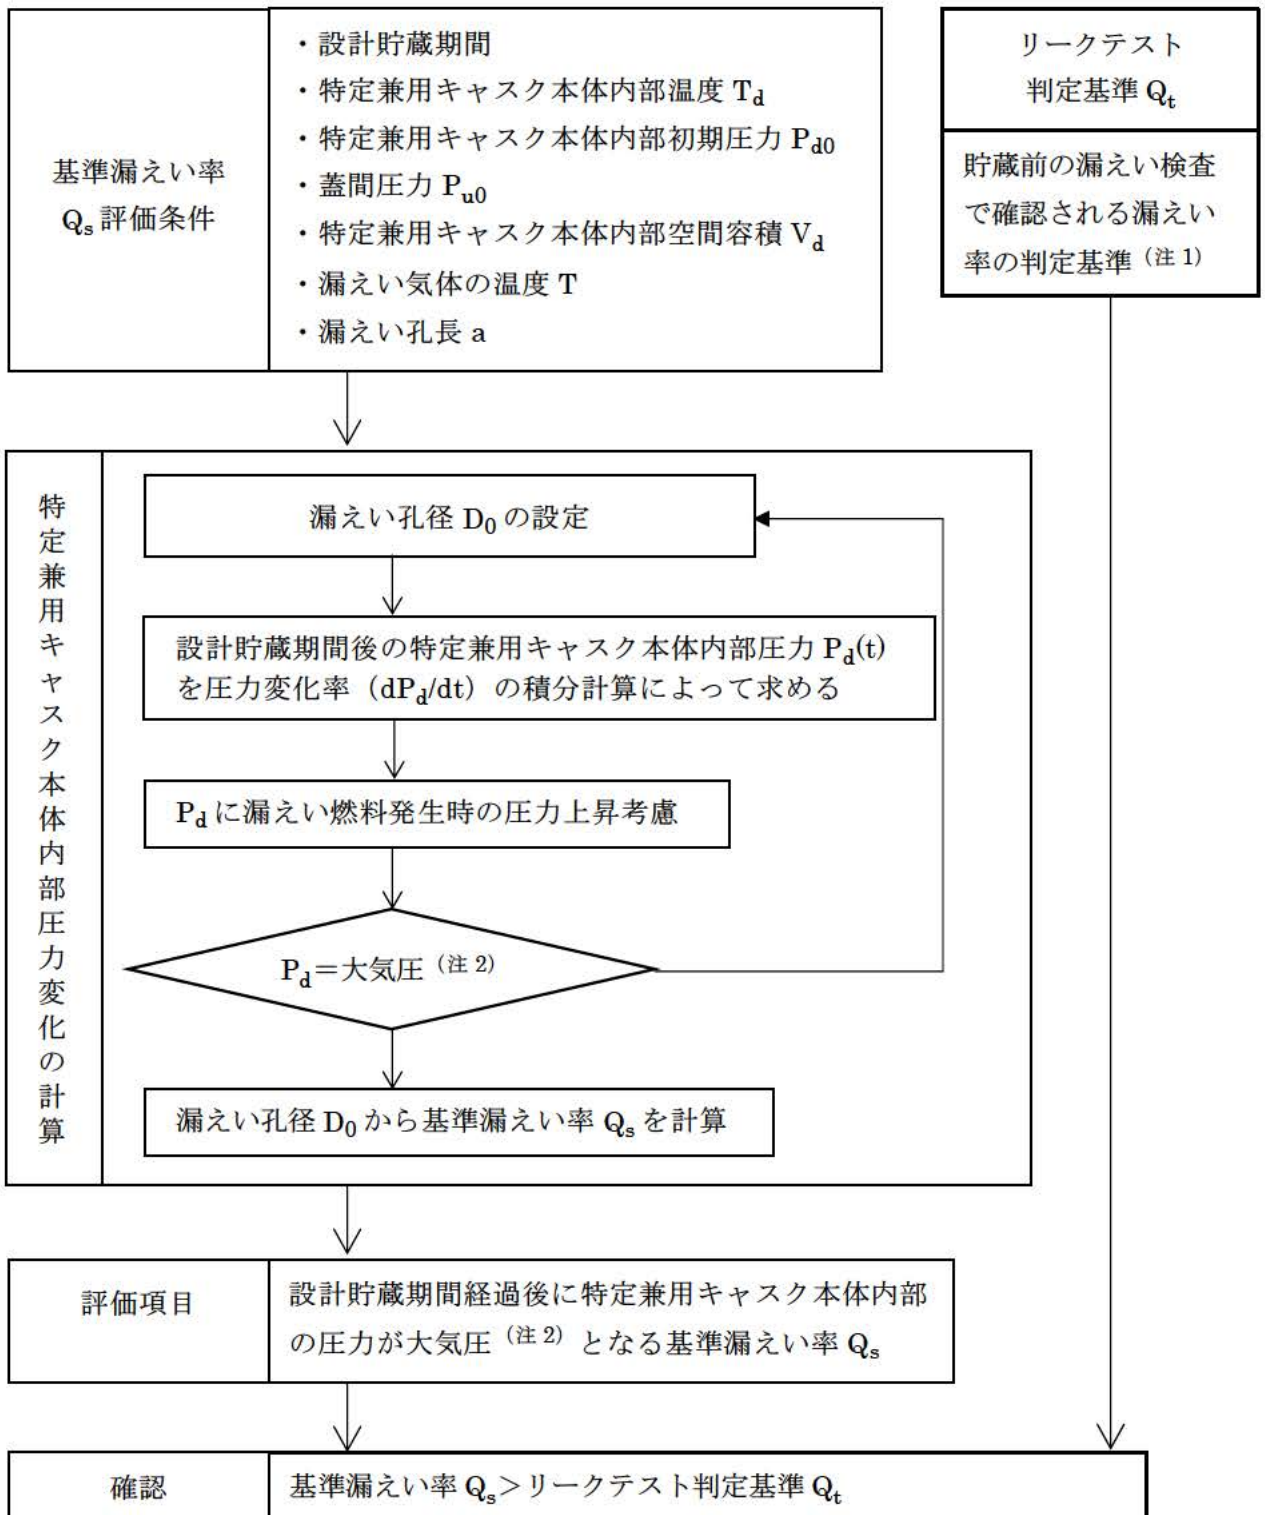 基準漏えい率
Qs 評価条件
・設計貯蔵期間
・特定兼用キャスク本体内部温度 Td
・特定兼用キャスク本体内部初期圧力 Pd0
・蓋間圧力 Pu0
・特定兼用キャスク本体内部空間容積 Vd
・漏えい気体の温度 T
・漏えい孔長 a
リークテスト
判定基準 Qt
貯蔵前の漏えい検査
で確認される漏えい
率の判定基準（注 1）
特定兼用キャスク本体内部圧力変化の計算
漏えい孔径 D0 の設定
設計貯蔵期間後の特定兼用キャスク本体内部圧力 Pd(t)
を圧力変化率（dPd/dt）の積分計算によって求める
Pd に漏えい燃料発生時の圧力上昇考慮
Pd＝大気圧（注 2）
漏えい孔径 D0 から基準漏えい率 Qs を計算
評価項目
設計貯蔵期間経過後に特定兼用キャスク本体内部
の圧力が大気圧（注 2）となる基準漏えい率 Qs
確認
基準漏えい率 Qs＞リークテスト判定基準 Qt